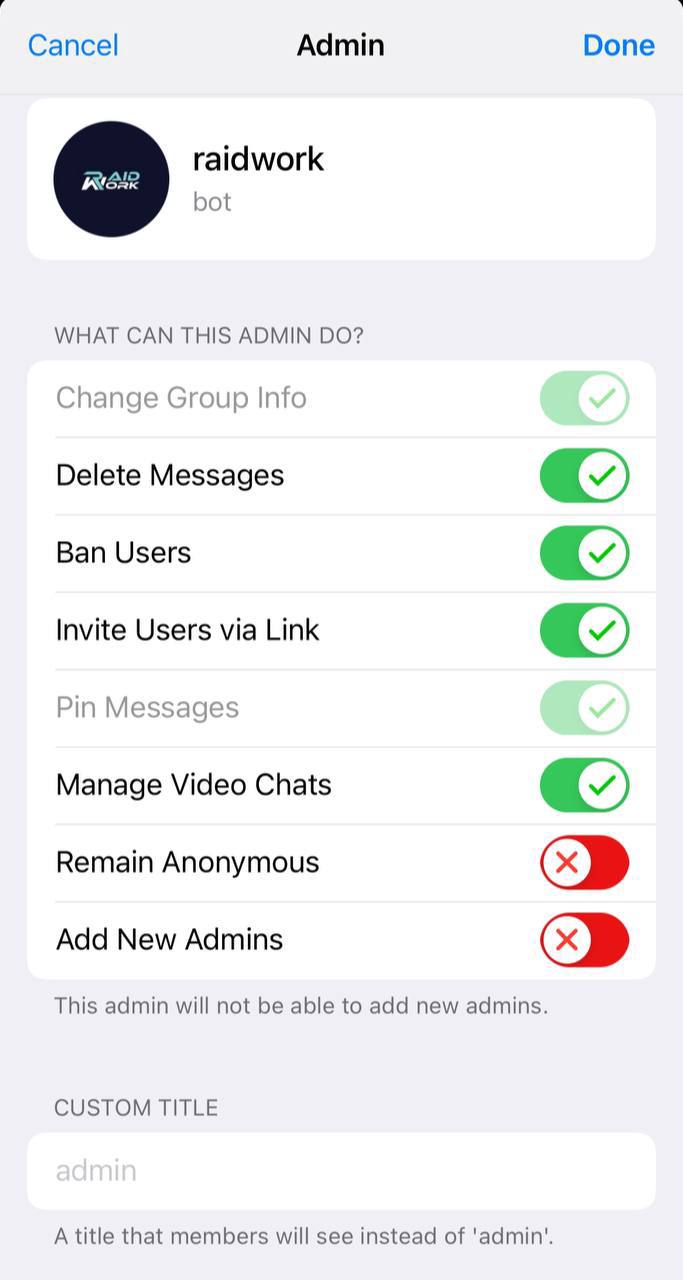 Cancel
Admin
Done
RAID
WORK
raidwork
bot
WHAT CAN THIS ADMIN DO?
Change Group Info
Delete Messages
Ban Users
Invite Users via Link
Pin Messages
Manage Video Chats
Remain Anonymous
Add New Admins
This admin will not be able to add new admins.
CUSTOM TITLE
admin
A title that members will see instead of 'admin'.